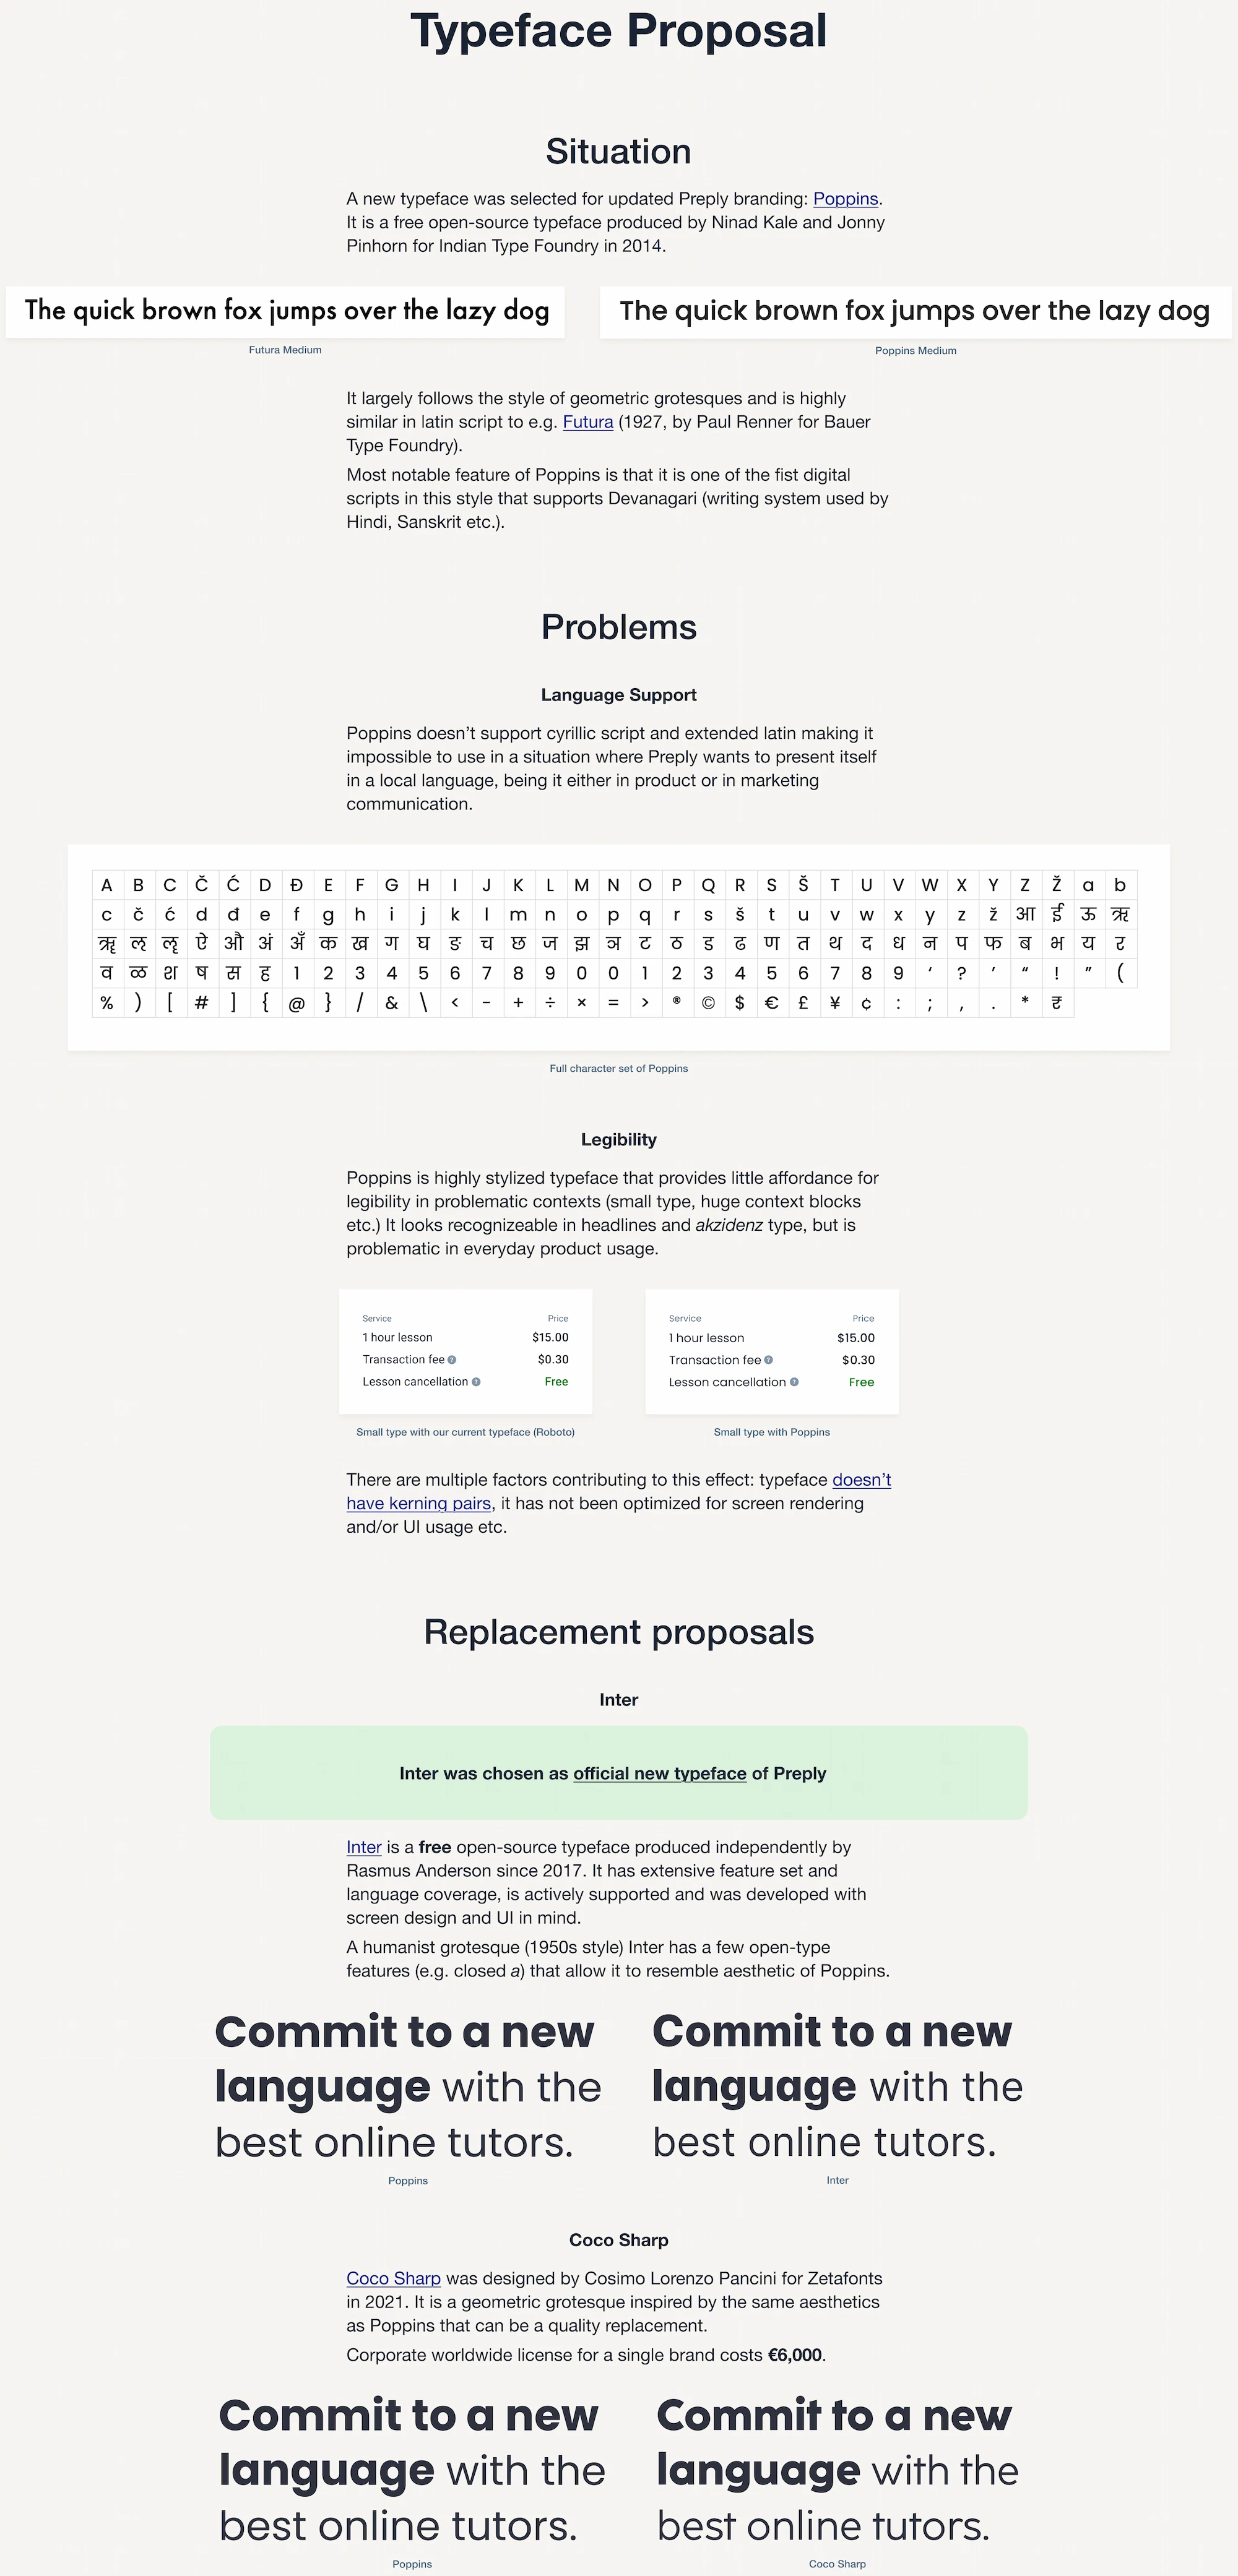 Typeface Proposal
Situation
A new typeface was selected for updated Preply branding: Poppins.
It is a free open-source typeface produced by Ninad Kale and Jonny
Pinhorn for Indian Type Foundry in 2014.
The quick brown fox jumps over the lazy dog
Futura Medium
The quick brown fox jumps over the lazy dog
Poppins Medium
It largely follows the style of geometric grotesques and is highly
similar in latin script to e.g. Futura (1927, by Paul Renner for Bauer
Type Foundry).
Most notable feature of Poppins is that it is one of the fist digital
scripts in this style that supports Devanagari (writing system used by
Hindi, Sanskrit etc.).
Problems
Language Support
Poppins doesn’t support cyrillic script and extended latin making it
impossible to use in a situation where Preply wants to present itself
in a local language, being it either in product or in marketing
communication.
A B C Č Ć D Đ E F G H I J K L M N O P Q R S Š T U V W X Y Z Ž a b
c č ć d đ e f g h i j k l m n o p q r s š t u v w x y z ž आ ई ऊ ऋ
ॠ ऌ ॡ ऐ औ अं अँ क ख ग घ ङ च छ ज झ ञ ट ठ ड ढ ण त थ द ध न प फ ब भ य र
व ळ श ष स ह 1 2 3 4 5 6 7 8 9 0 0 1 2 3 4 5 6 7 8 9 ‘ ? ’ “ ! ” (
% ) [ # ] { @ } / & \ < - + ÷ × = > ® © $ € £ ¥ ¢ : ; , . * ₹
Full character set of Poppins
Legibility
Poppins is highly stylized typeface that provides little affordance for
legibility in problematic contexts (small type, huge context blocks
etc.) It looks recognizeable in headlines and akzidenz type, but is
problematic in everyday product usage.
Service Price
1 hour lesson $15.00
Transaction fee ? $0.30
Lesson cancellation ? Free
Small type with our current typeface (Roboto)
Service Price
1 hour lesson $15.00
Transaction fee ? $0.30
Lesson cancellation ? Free
Small type with Poppins
There are multiple factors contributing to this effect: typeface doesn’t
have kerning pairs, it has not been optimized for screen rendering
and/or UI usage etc.
Replacement proposals
Inter
Inter was chosen as official new typeface of Preply
Inter is a free open-source typeface produced independently by
Rasmus Anderson since 2017. It has extensive feature set and
language coverage, is actively supported and was developed with
screen design and UI in mind.
A humanist grotesque (1950s style) Inter has a few open-type
features (e.g. closed a) that allow it to resemble aesthetic of Poppins.
Commit to a new
language with the
best online tutors.
Poppins
Commit to a new
language with the
best online tutors.
Inter
Coco Sharp
Coco Sharp was designed by Cosimo Lorenzo Pancini for Zetafonts
in 2021. It is a geometric grotesque inspired by the same aesthetics
as Poppins that can be a quality replacement.
Corporate worldwide license for a single brand costs €6,000.
Commit to a new
language with the
best online tutors.
Poppins
Commit to a new
language with the
best online tutors.
Coco Sharp